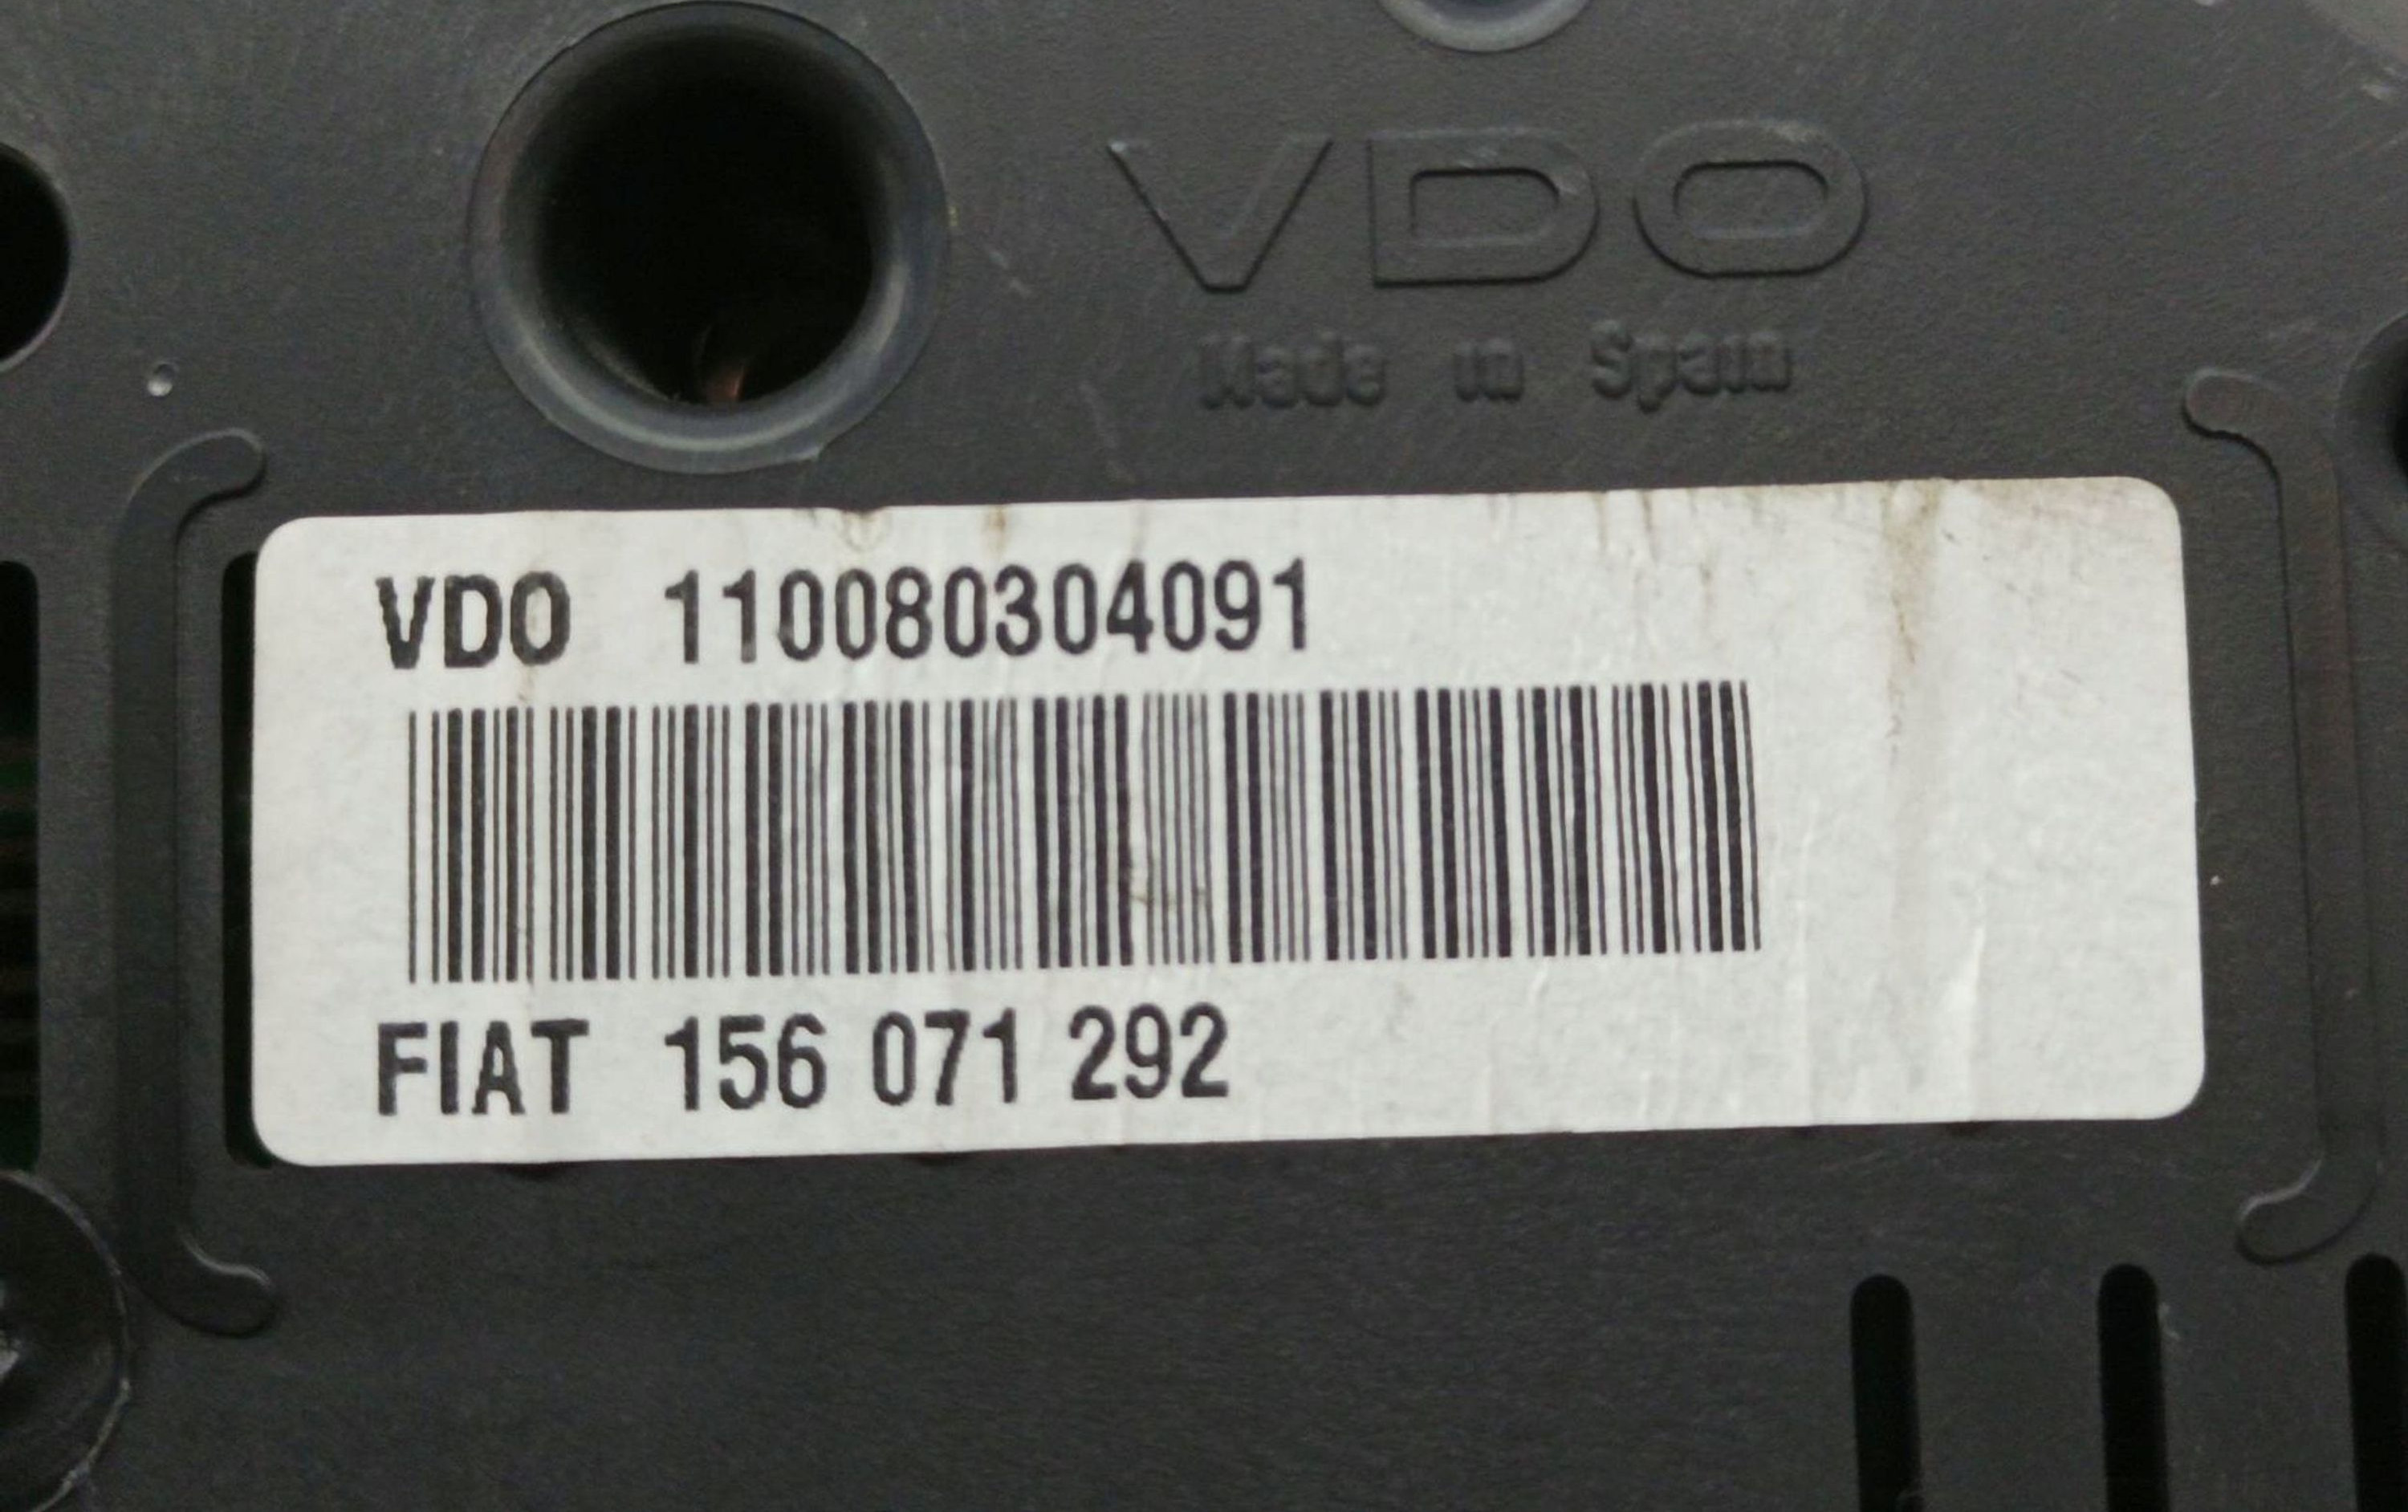 VDO
Made in Spain
VDO 110080304091
FIAT 156 071 292